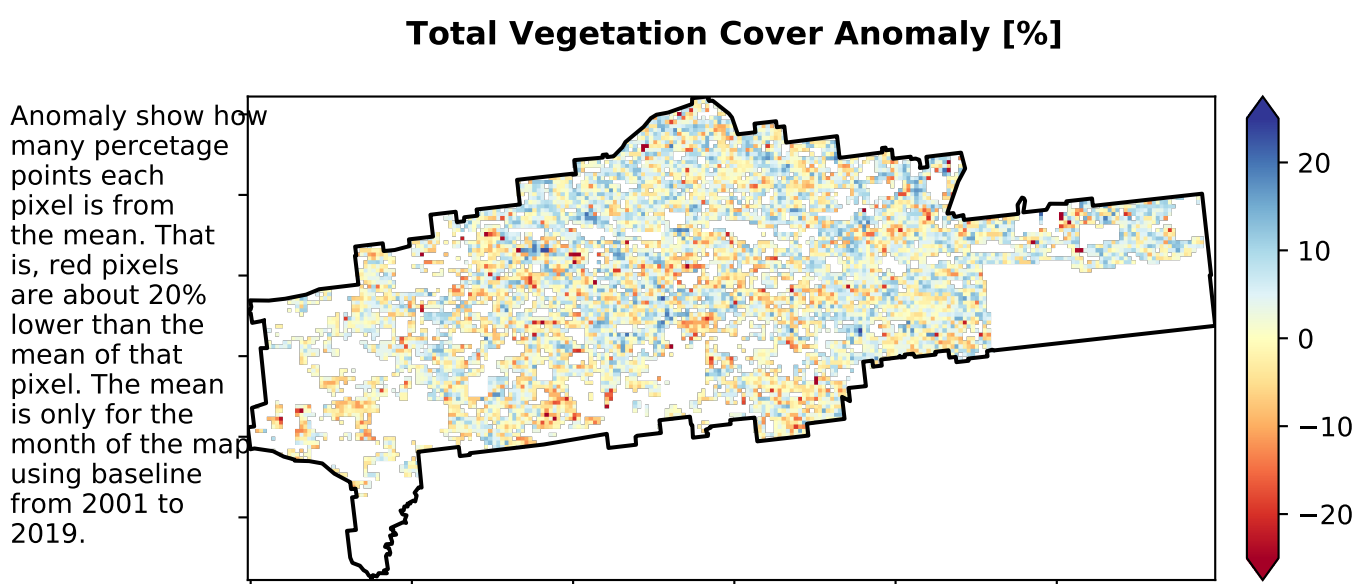 Total Vegetation Cover Anomaly [%]
Anomaly show how
many percetage
points each
pixel is from
the mean. That
is, red pixels
are about 20%
lower than the
mean of that
pixel. The mean
is only for the
month of the map
using baseline
from 2001 to
2019.
20
10
0
−10
−20